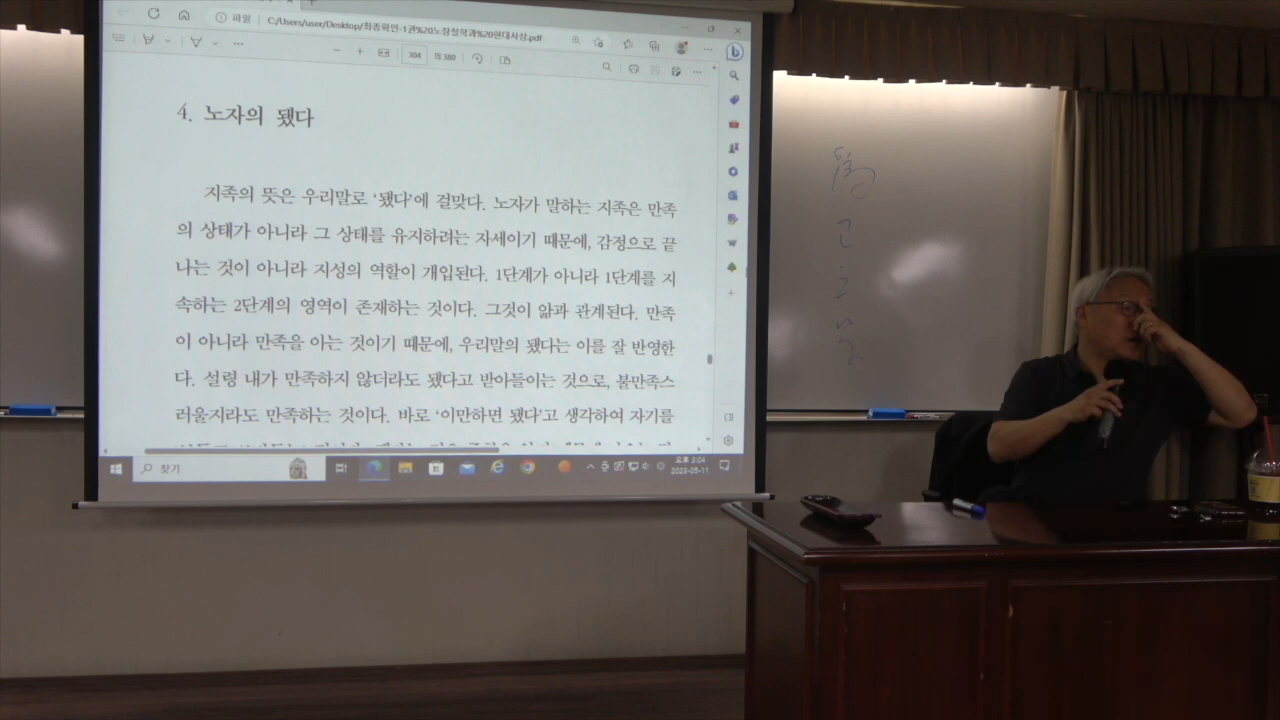 파일
C:/Users/user/Desktop/최종확인-1권%20노장철학과%20현대사상.pdf
304 의 380
4. 노자의 됐다
지족의 뜻은 우리말로 ‘됐다’에 걸맞다. 노자가 말하는 지족은 만족
의 상태가 아니라 그 상태를 유지하려는 자세이기 때문에, 감정으로 끝
나는 것이 아니라 지성의 역할이 개입된다. 1단계가 아니라 1단계를 지
속하는 2단계의 영역이 존재하는 것이다. 그것이 앎과 관계된다. 만족
이 아니라 만족을 아는 것이기 때문에, 우리말의 됐다는 이를 잘 반영한
다. 설령 내가 만족하지 않더라도 됐다고 받아들이는 것으로, 불만족스
러울지라도 만족하는 것이다. 바로 ‘이만하면 됐다’고 생각하여 자기를
찾기
오후 3:04
2023-05-11